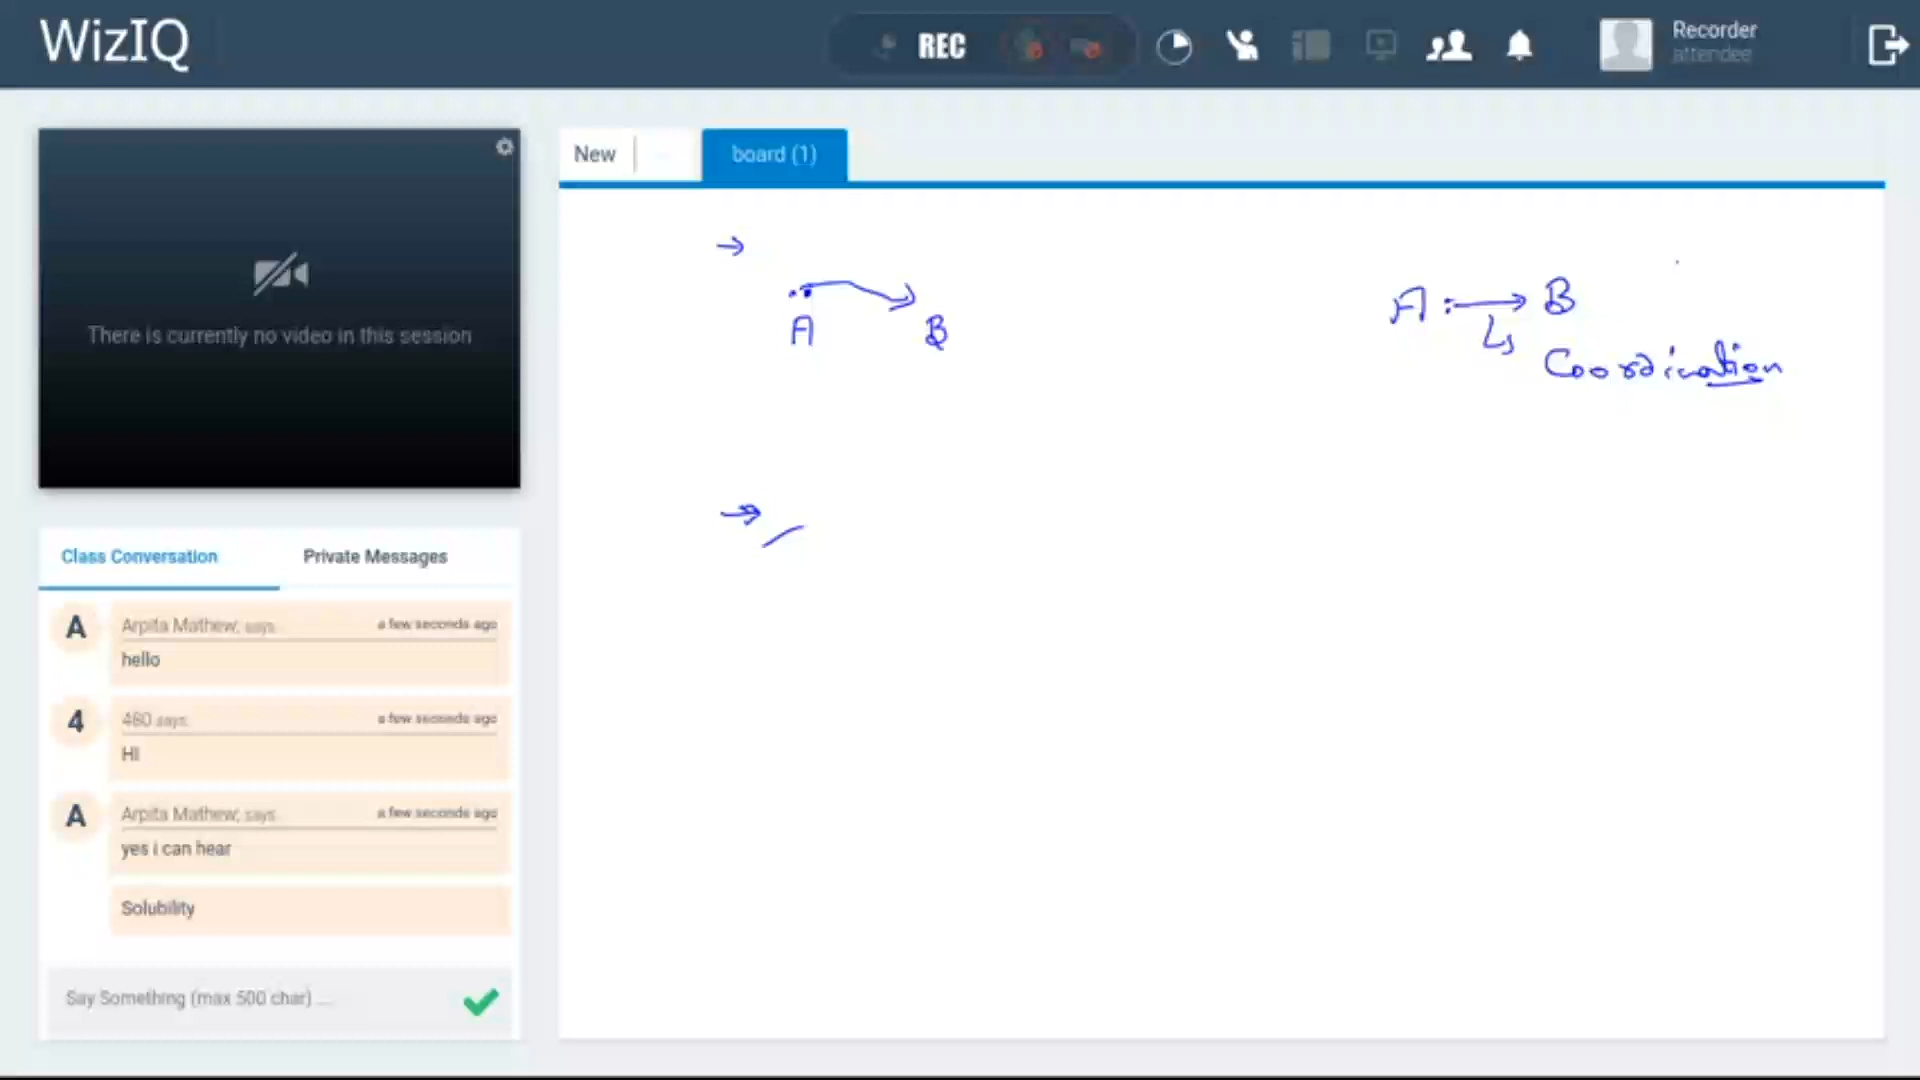 WizIQ
REC
Recorder
attendee
There is currently no video in this session
New
board (1)
A B
A: → B
Coordination
Class Conversation
Private Messages
A
Arpita Mathew, says
a few seconds ago
hello
4
460 says
a few seconds ago
HI
A
Arpita Mathew, says
a few seconds ago
yes i can hear
Solubility
Say Something (max 500 char) ...